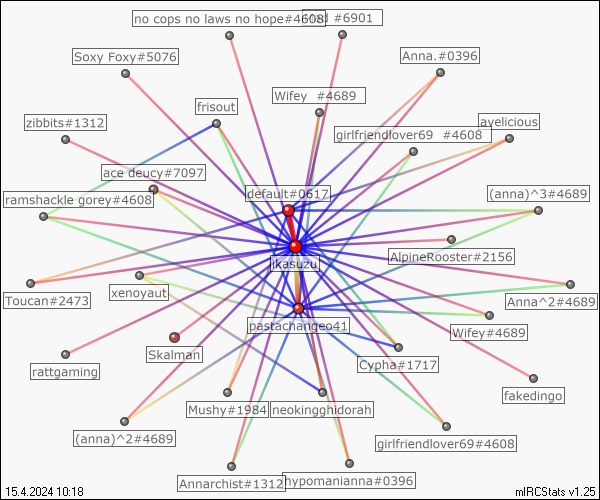 no cops no laws no hope#4608
#6901
Soxy Foxy#5076
Anna.#0396
Wifey #4689
frisout
zibbits#1312
girlfriendlover69 #4608
ayelicious
ace deucy#7097
ramshackle gorey#4608
default#0617
(anna)^3#4689
ikasuzu
AlpineRooster#2156
Toucan#2473
xenoyaut
Anna^2#4689
pastachangeo41
Wifey#4689
Skalman
Cypha#1717
rattgaming
fakedingo
Mushy#1984
neokingghidorah
(anna)^2#4689
girlfriendlover69#4608
Annarchist#1312
hypomanianna#0396
15.4.2024 10:18
mIRCStats v1.25